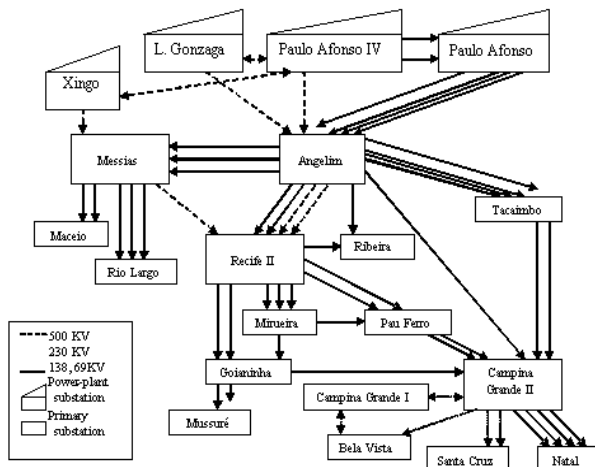 L. Gonzaga
Paulo Afonso IV
Paulo Afonso
Xingo
Messias
Angelim
Tacaimbo
Maceio
Rio Largo
Recife II
Ribeira
Mirueira
Pau Ferro
Goianinha
Campina
Grande II
Campina Grande I
Mussuré
Bela Vista
Santa Cruz
Natal
500 KV
230 KV
138,69KV
Power-plant
substation
Primary
substation